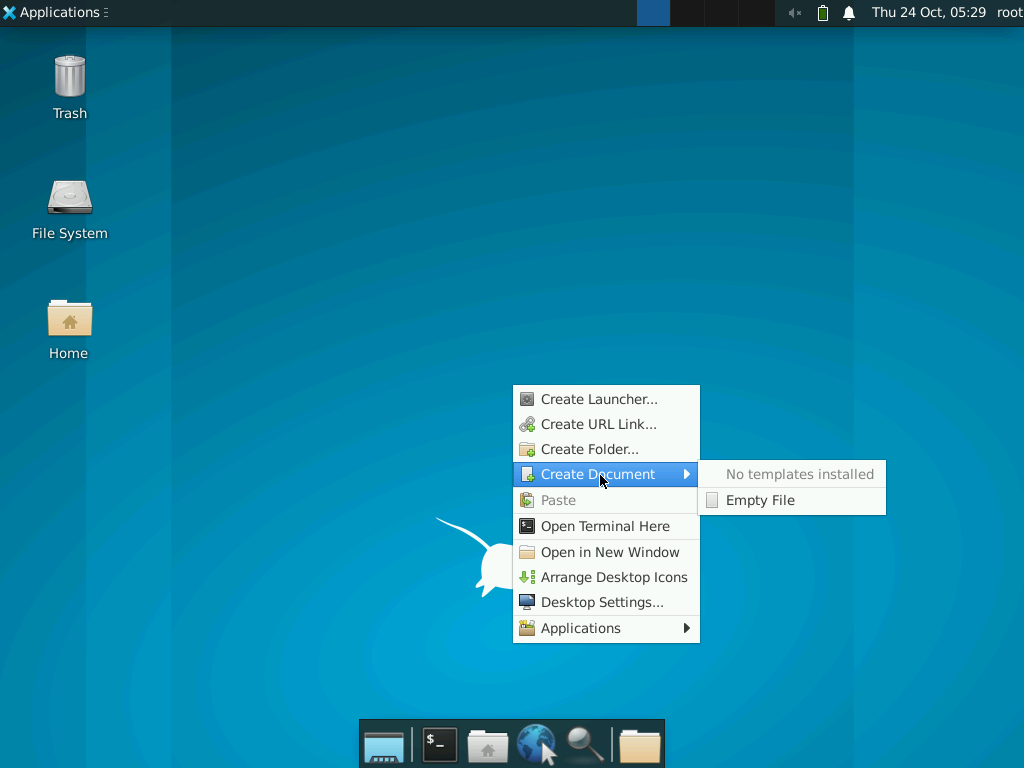 Applications
Thu 24 Oct, 05:29
root
Trash
File System
Home
Create Launcher...
Create URL Link...
Create Folder...
Create Document
No templates installed
Paste
Empty File
Open Terminal Here
Open in New Window
Arrange Desktop Icons
Desktop Settings...
Applications
$_